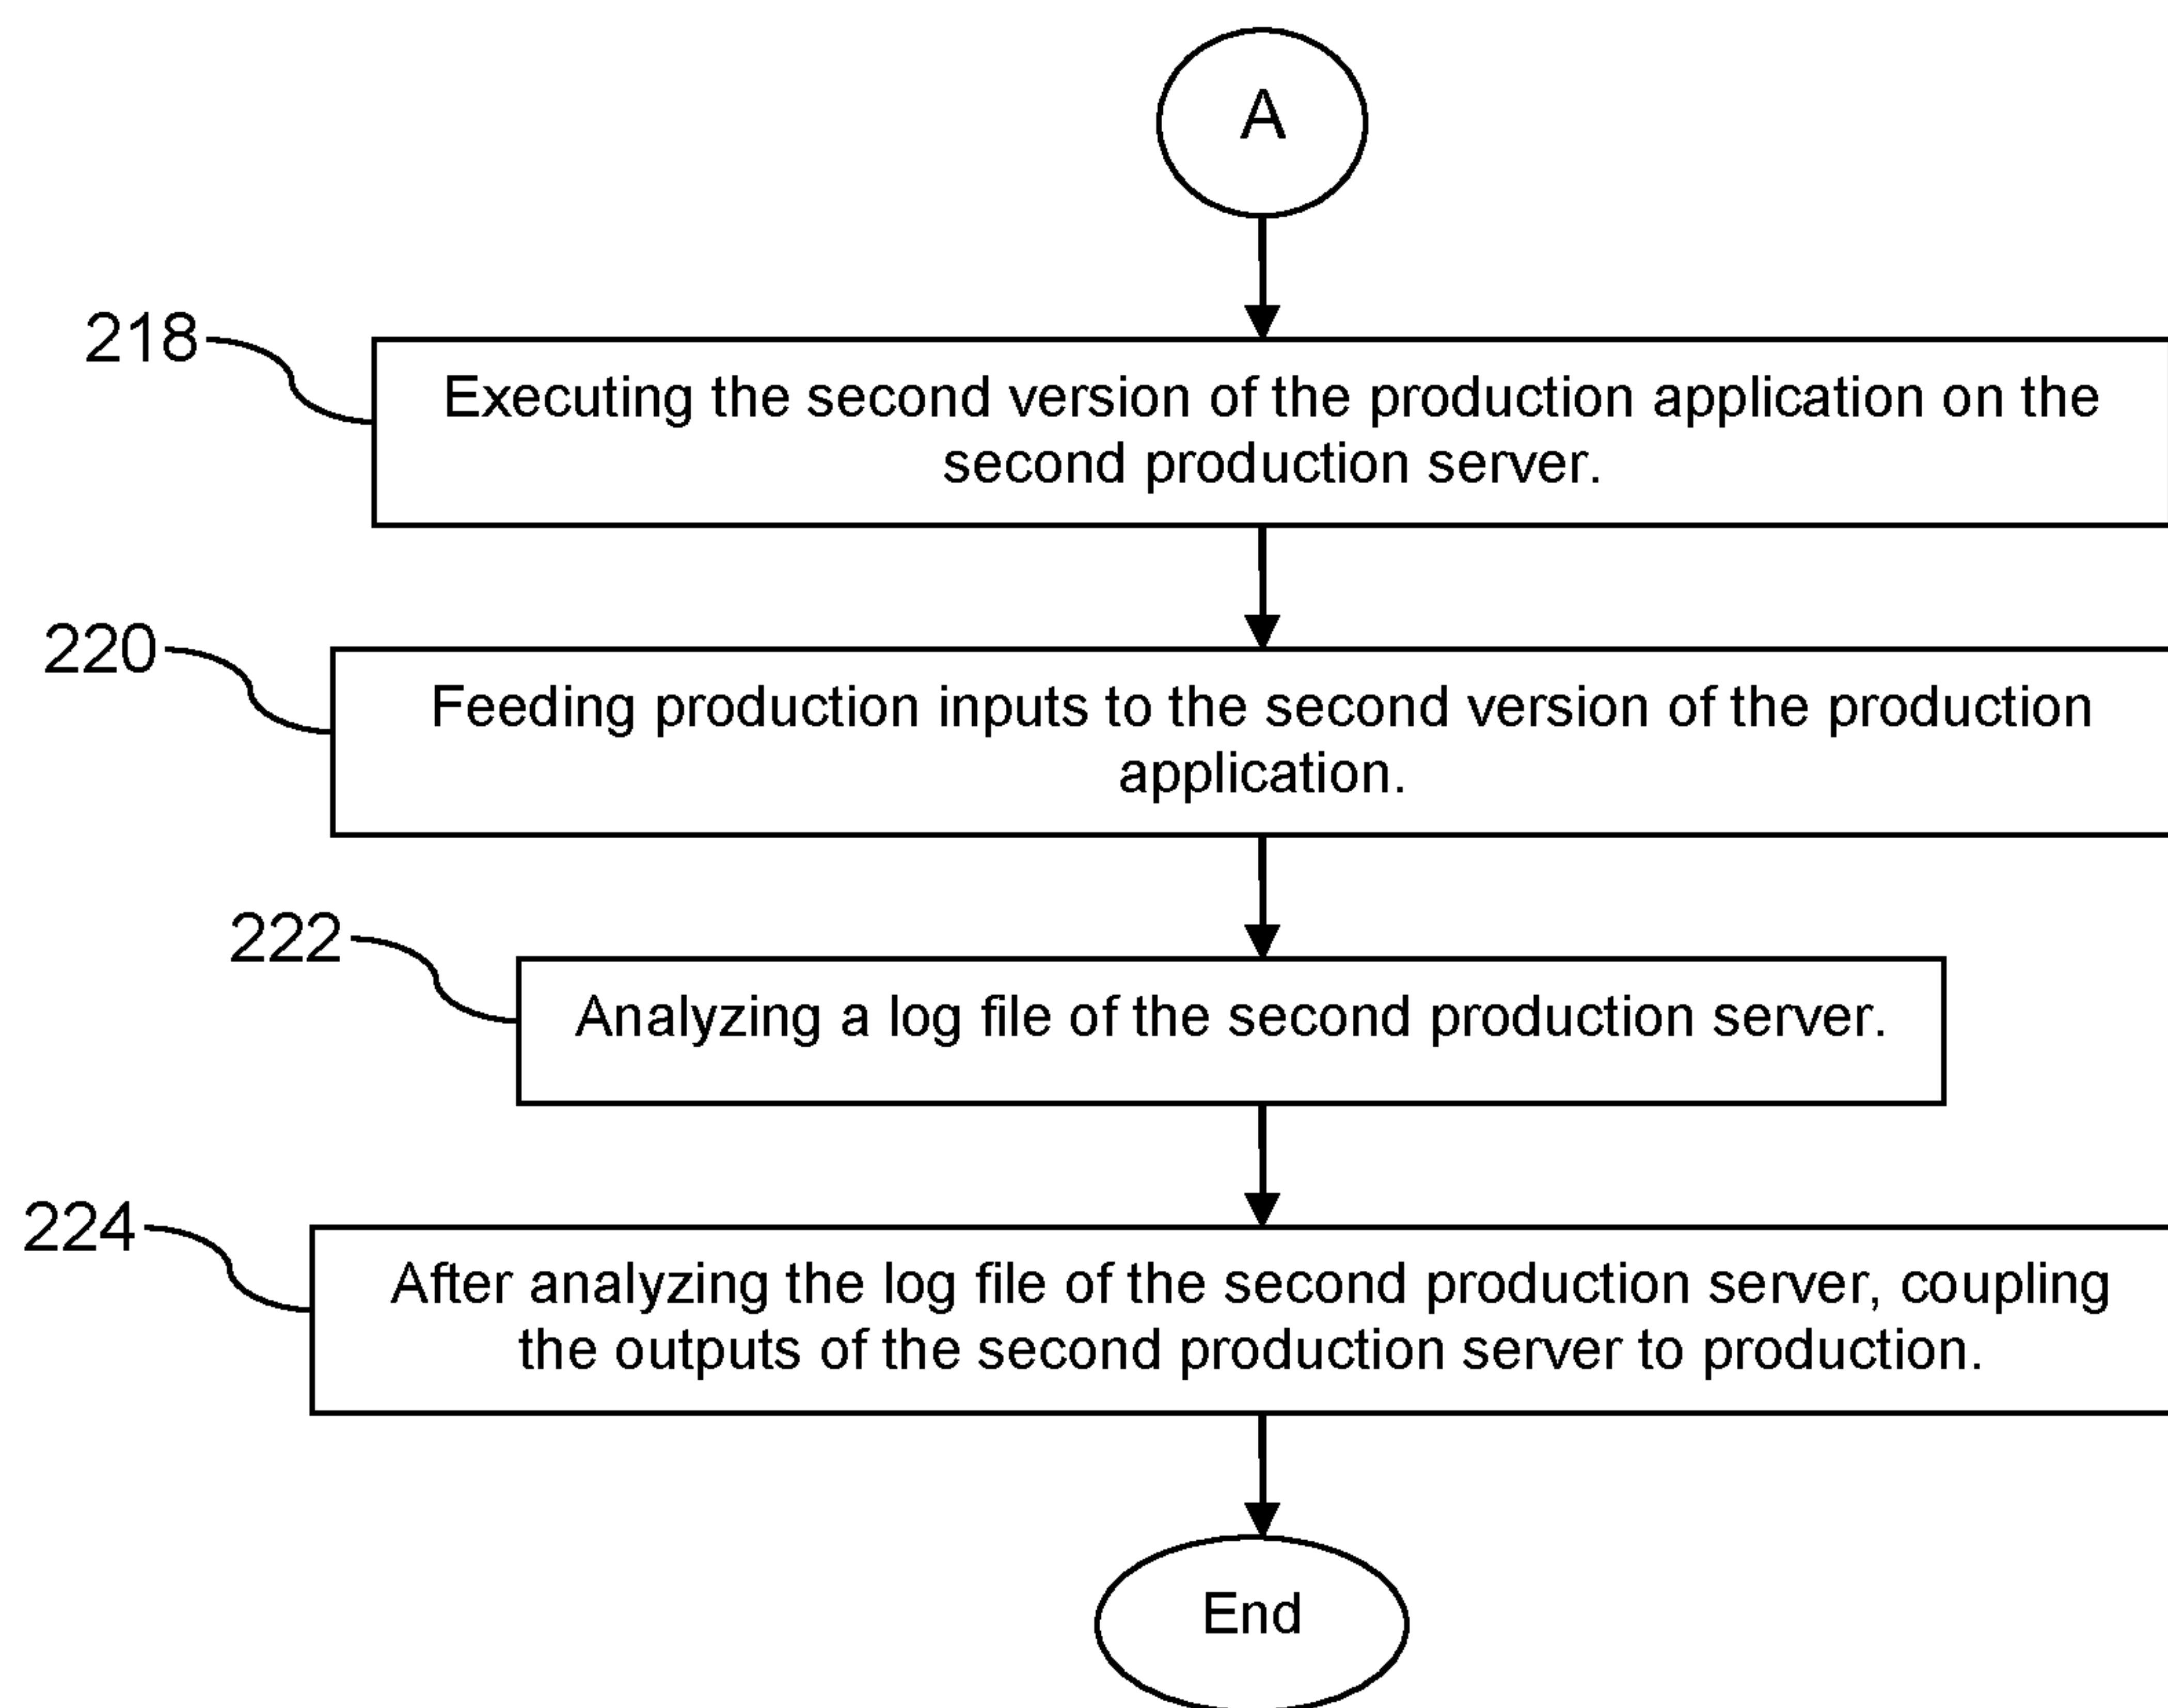 A
218
Executing the second version of the production application on the
second production server.
220
Feeding production inputs to the second version of the production
application.
222
Analyzing a log file of the second production server.
224
After analyzing the log file of the second production server, coupling
the outputs of the second production server to production.
End